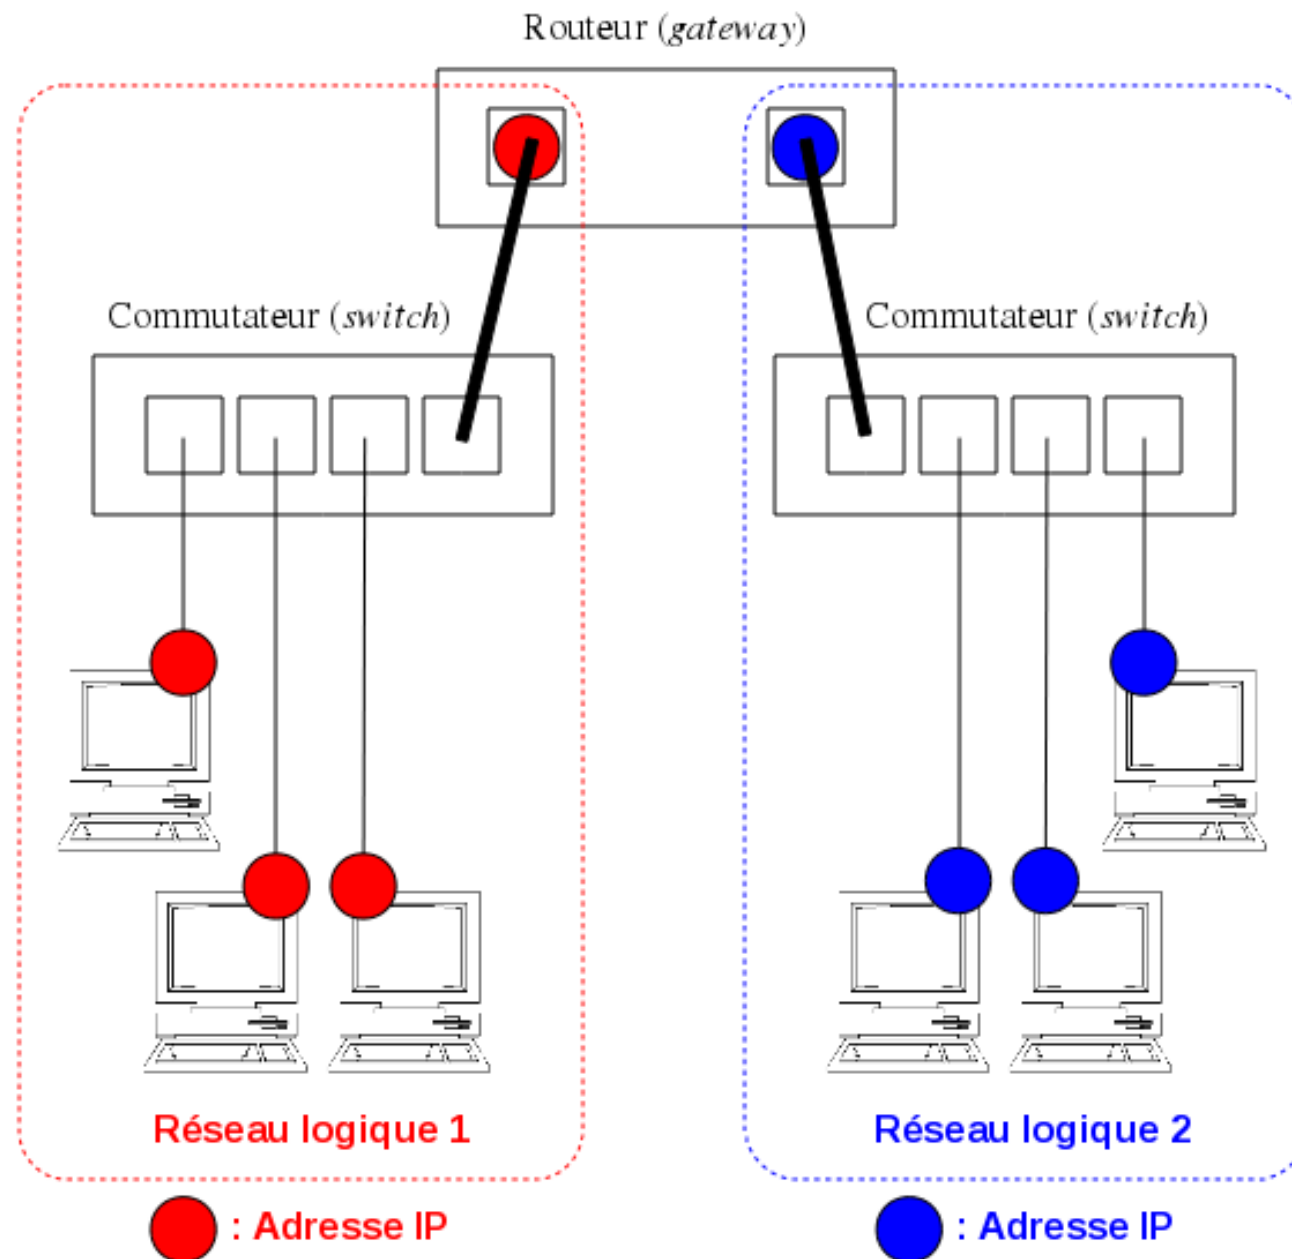 Routeur (gateway)
Commutateur (switch)
Commutateur (switch)
Réseau logique 1
Réseau logique 2
: Adresse IP
: Adresse IP